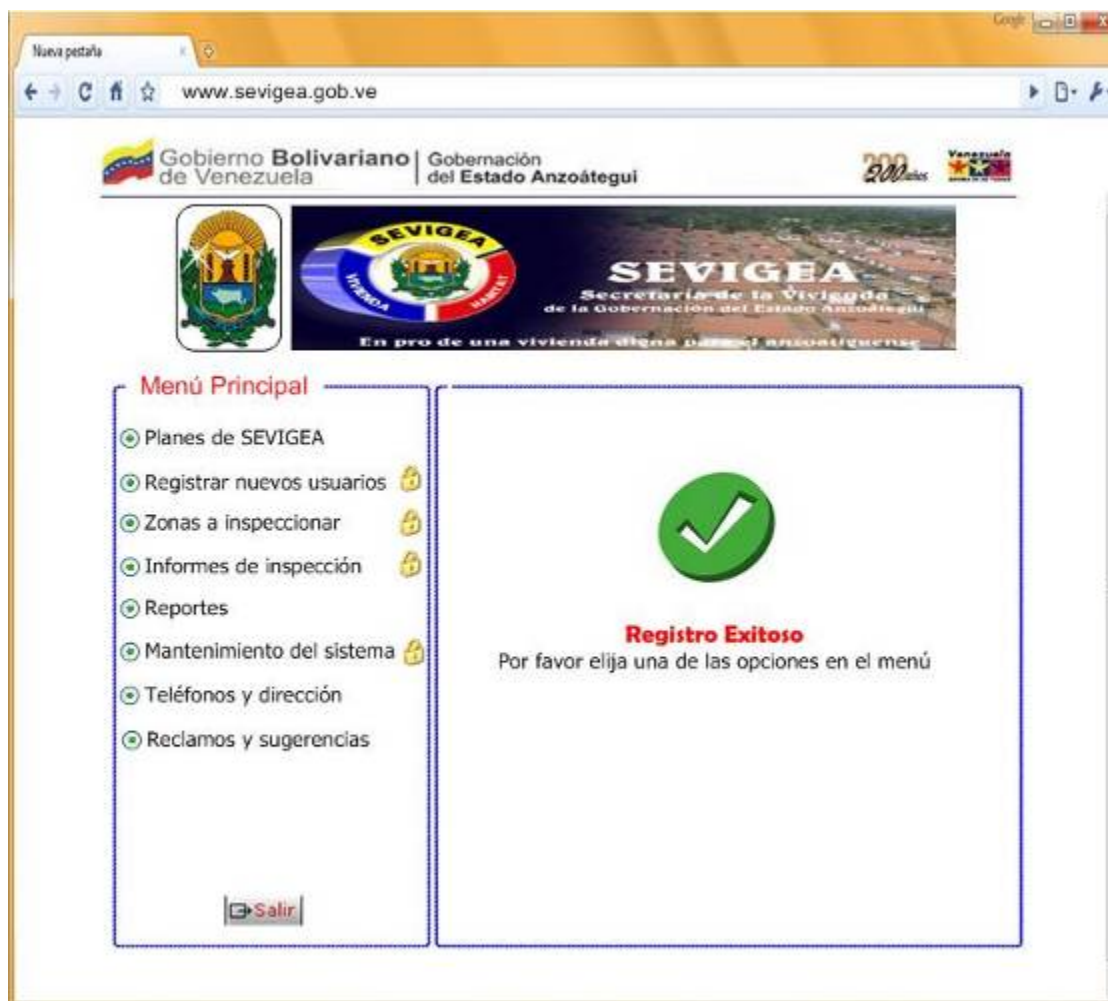 Google
Nueva pestaña
www.sevigea.gob.ve
Gobierno Bolivariano
de Venezuela
Gobernación
del Estado Anzoátegui
200
200 años
Venezuela
SEVIGEA
VIVIENDA
HABITAT
SEVIGEA
Secretaría de la Vivienda
de la Gobernación del Estado Anzoátegui
En pro de una vivienda digna para el anzoatiguense
Menú Principal
Planes de SEVIGEA
Registrar nuevos usuarios
Zonas a inspeccionar
Informes de inspección
Reportes
Mantenimiento del sistema
Teléfonos y dirección
Reclamos y sugerencias
Salir
Registro Exitoso
Por favor elija una de las opciones en el menú